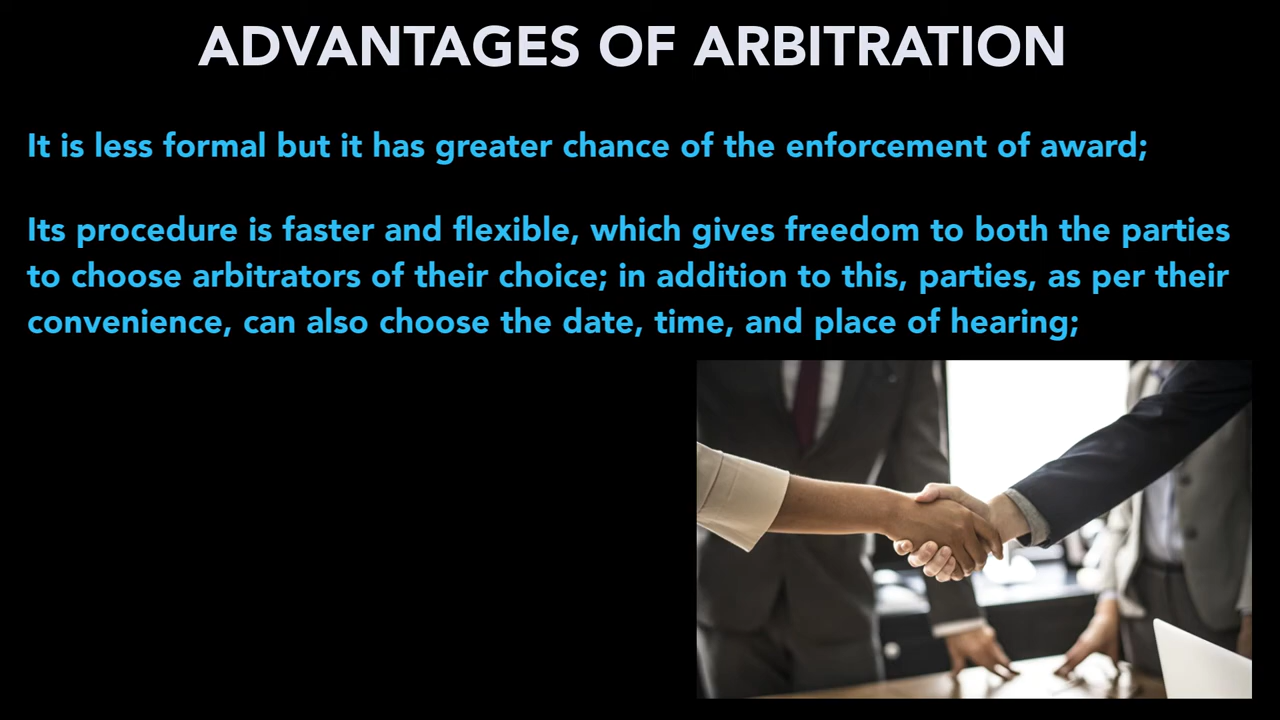 ADVANTAGES OF ARBITRATION
It is less formal but it has greater chance of the enforcement of award;
Its procedure is faster and flexible, which gives freedom to both the parties
to choose arbitrators of their choice; in addition to this, parties, as per their
convenience, can also choose the date, time, and place of hearing;